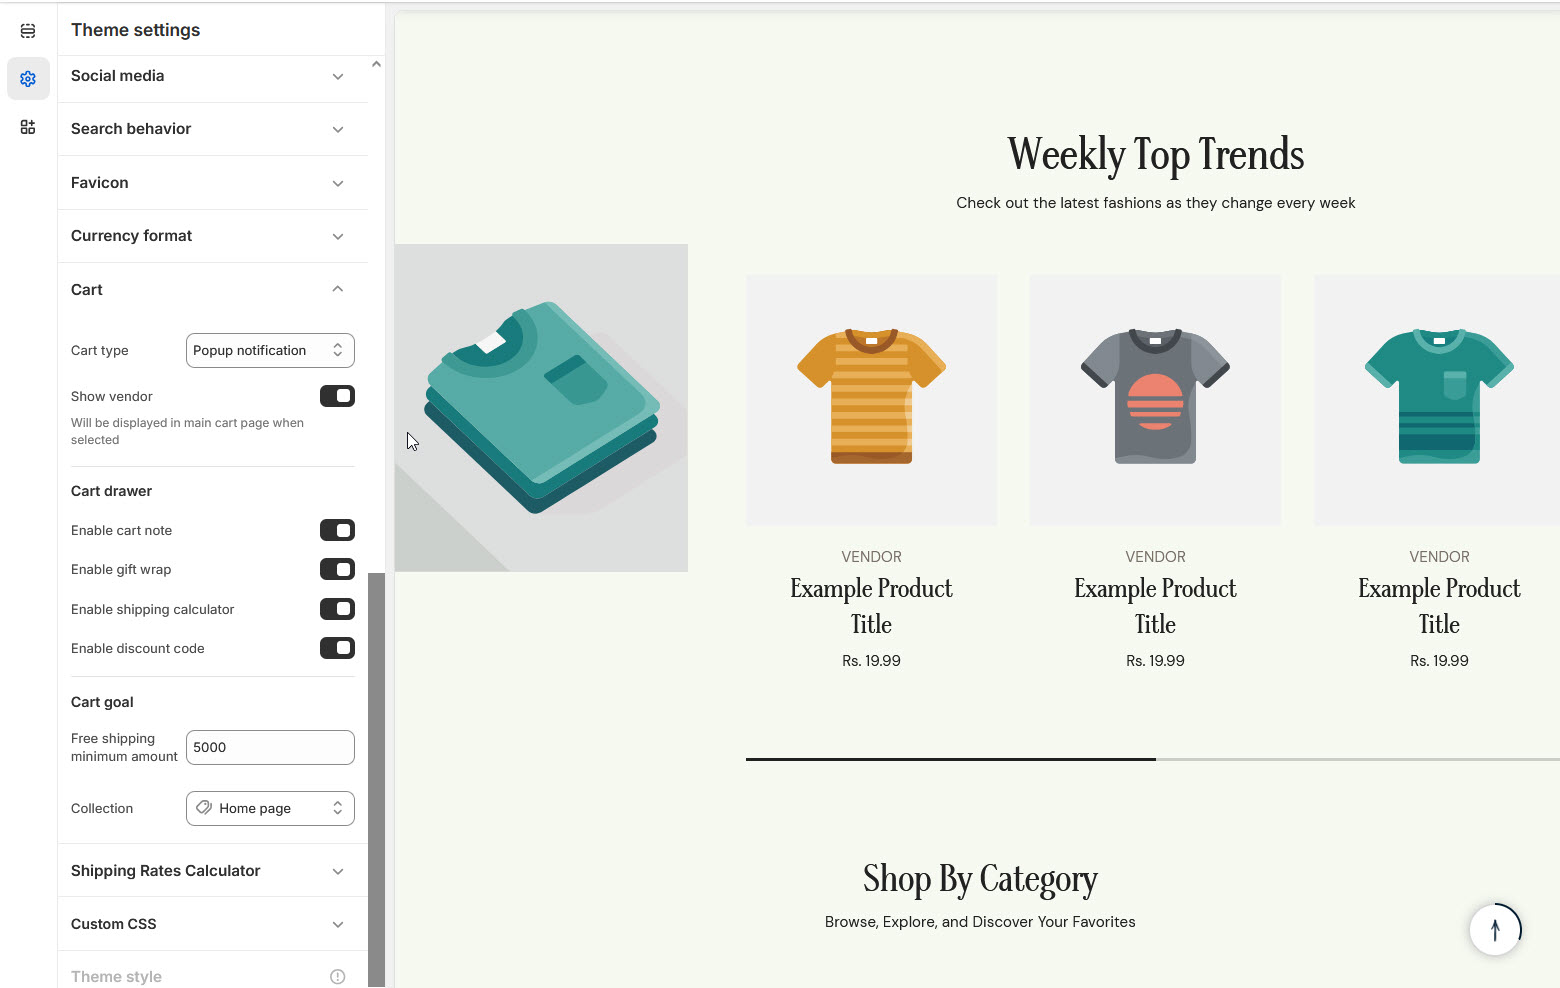 Theme settings
Social media
Search behavior
Favicon
Currency format
Cart
Cart type
Popup notification
Show vendor
Will be displayed in main cart page when
selected
Cart drawer
Enable cart note
Enable gift wrap
Enable shipping calculator
Enable discount code
Cart goal
Free shipping
minimum amount
5000
Collection
Home page
Shipping Rates Calculator
Custom CSS
Theme style
Weekly Top Trends
Check out the latest fashions as they change every week
VENDOR
Example Product
Title
Rs. 19.99
VENDOR
Example Product
Title
Rs. 19.99
VENDOR
Example Product
Title
Rs. 19.99
Shop By Category
Browse, Explore, and Discover Your Favorites